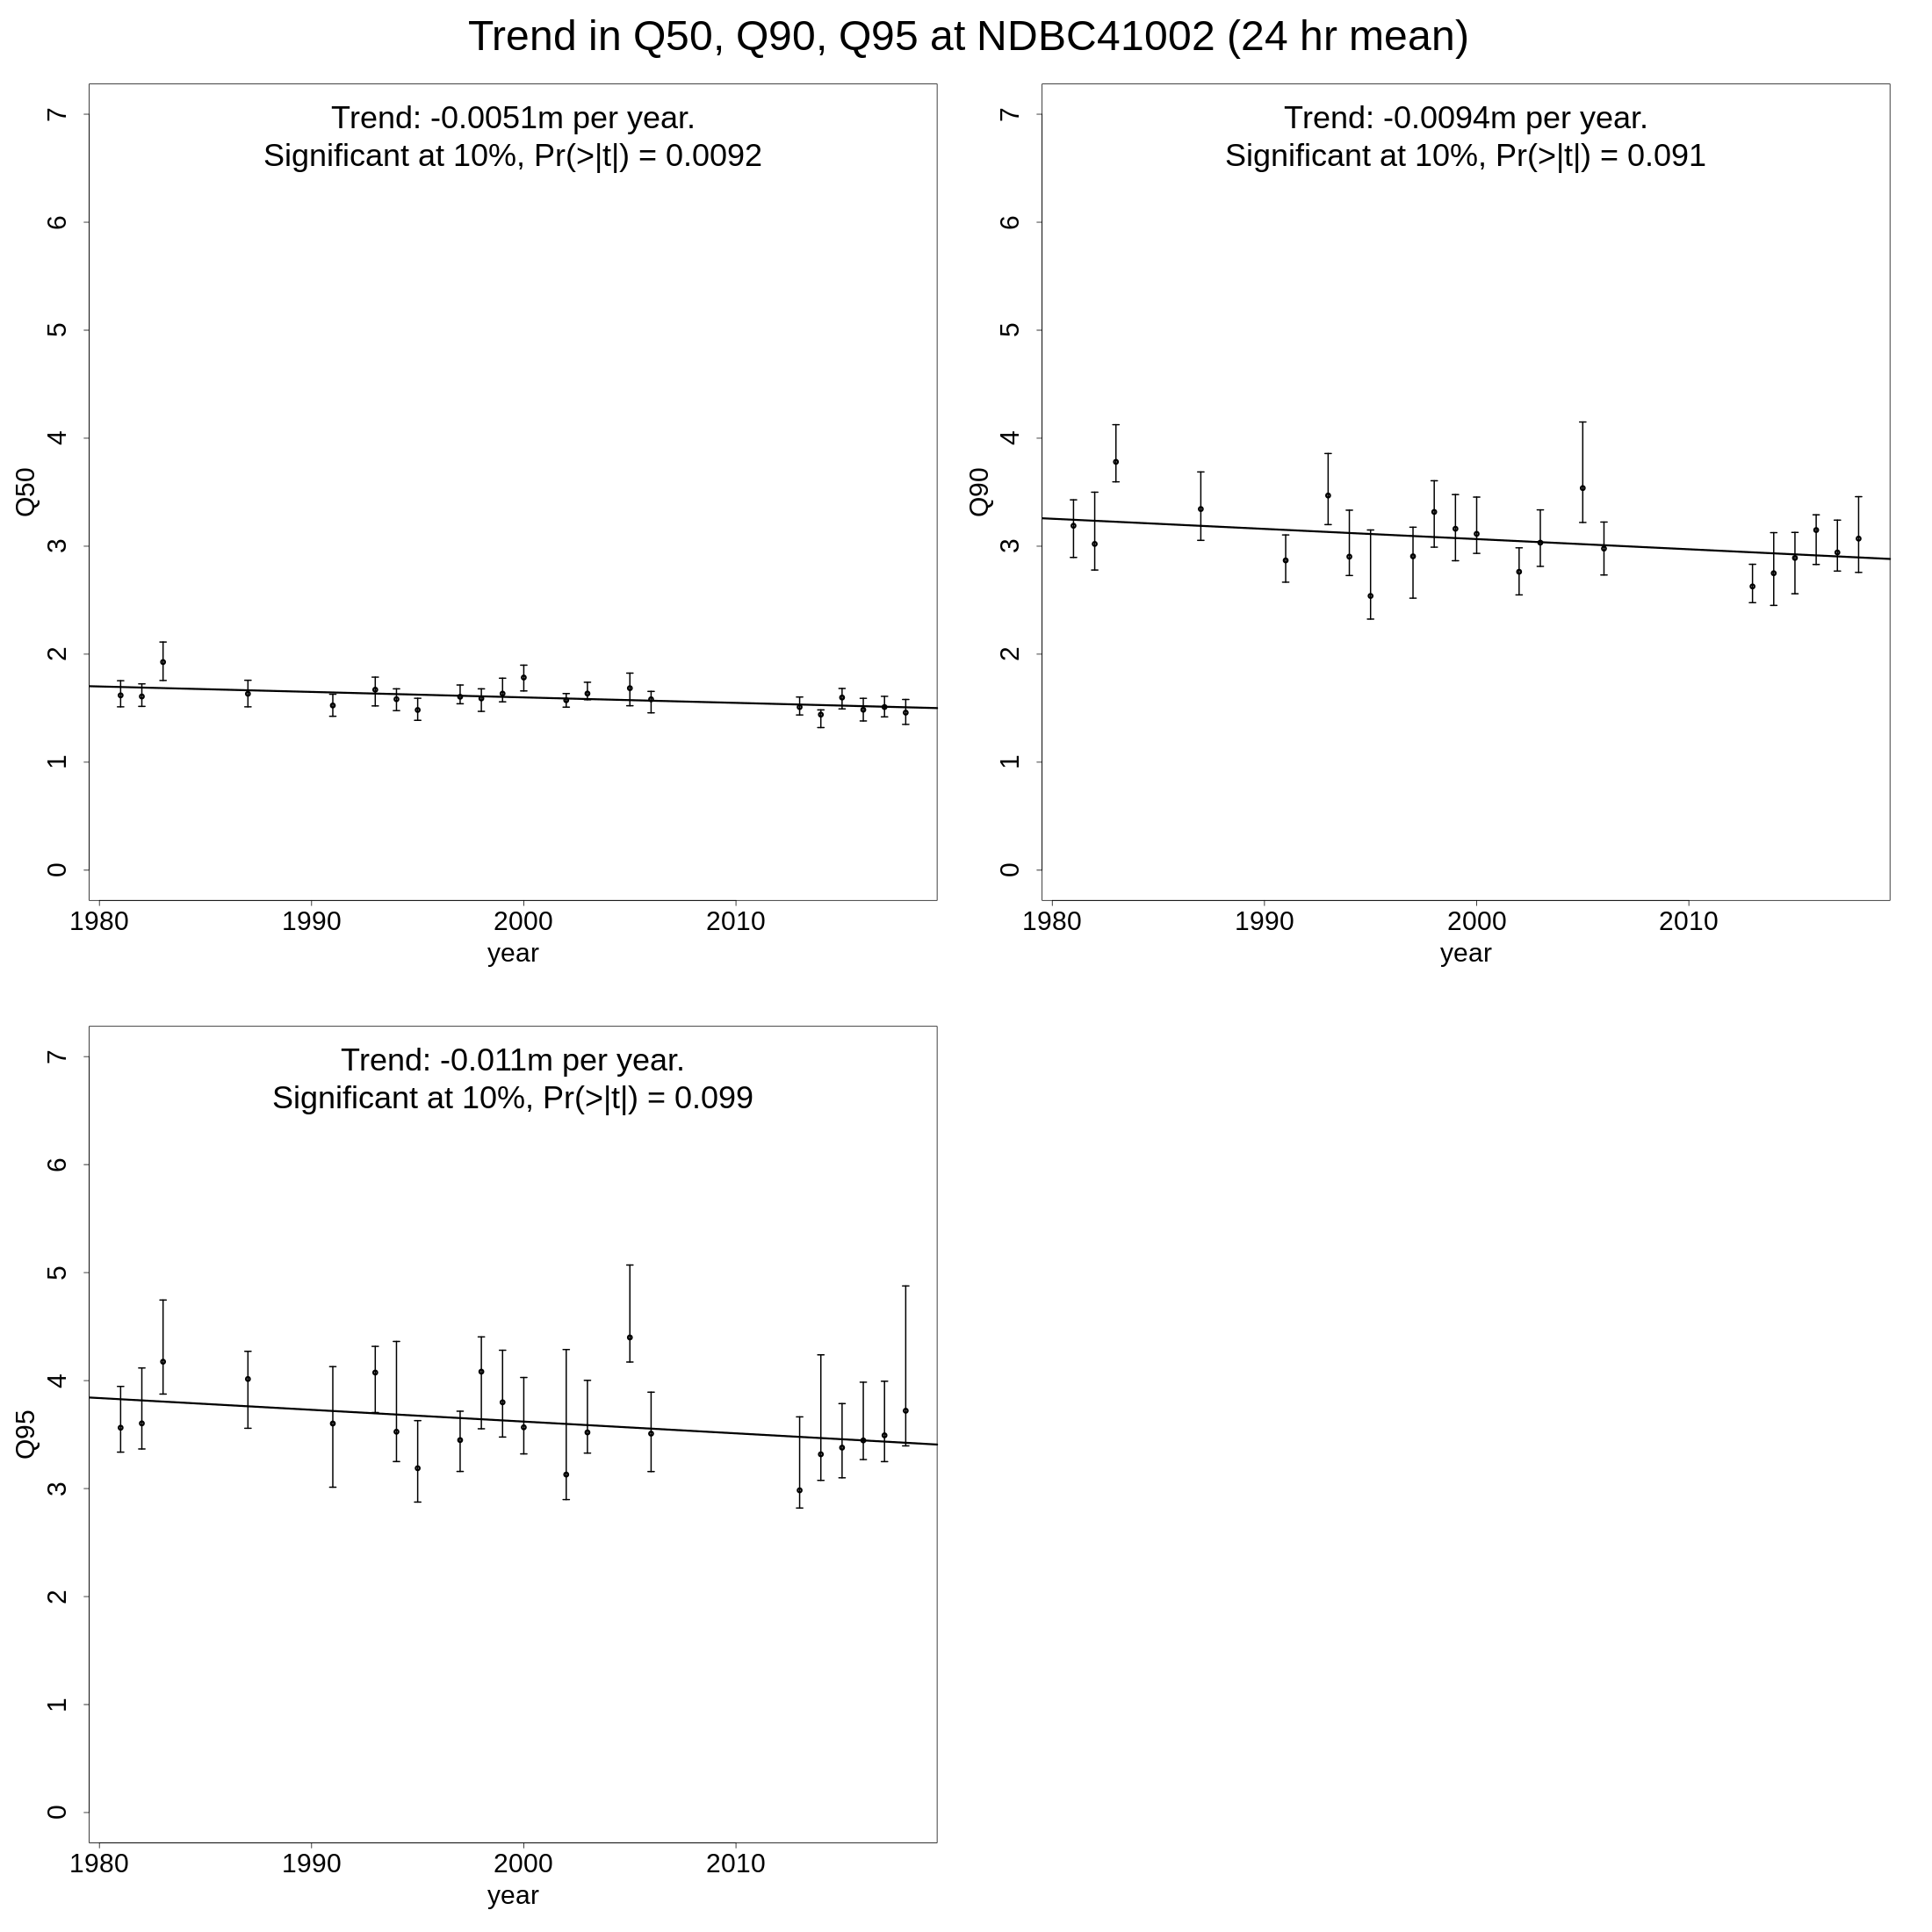 Trend in Q50, Q90, Q95 at NDBC41002 (24 hr mean)
Trend: -0.0051m per year.
Significant at 10%, Pr(>|t|) = 0.0092
7
6
5
4
3
2
1
0
Q50
1980 1990 2000 2010
year
Trend: -0.0094m per year.
Significant at 10%, Pr(>|t|) = 0.091
7
6
5
4
3
2
1
0
Q90
1980 1990 2000 2010
year
Trend: -0.011m per year.
Significant at 10%, Pr(>|t|) = 0.099
7
6
5
4
3
2
1
0
Q95
1980 1990 2000 2010
year